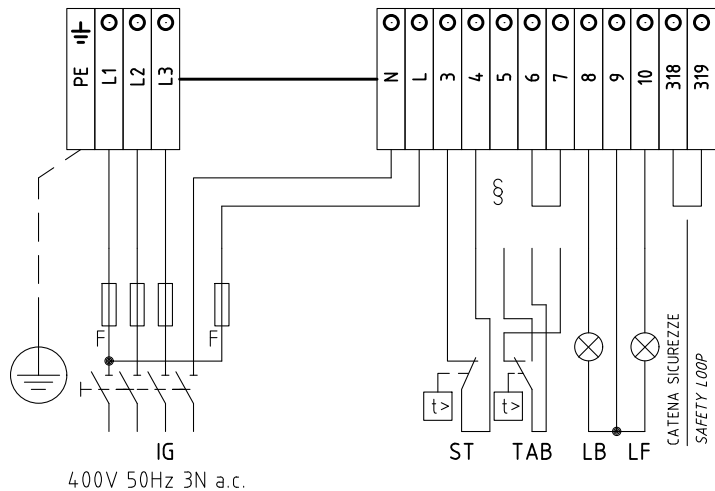 PE L1 L2 L3
N L 3 4 5 6 7 8 9 10 318 319
§
F F
t> t>
CATENA SICUREZZE
SAFETY LOOP
IG ST TAB LB LF
400V 50Hz 3N a.c.